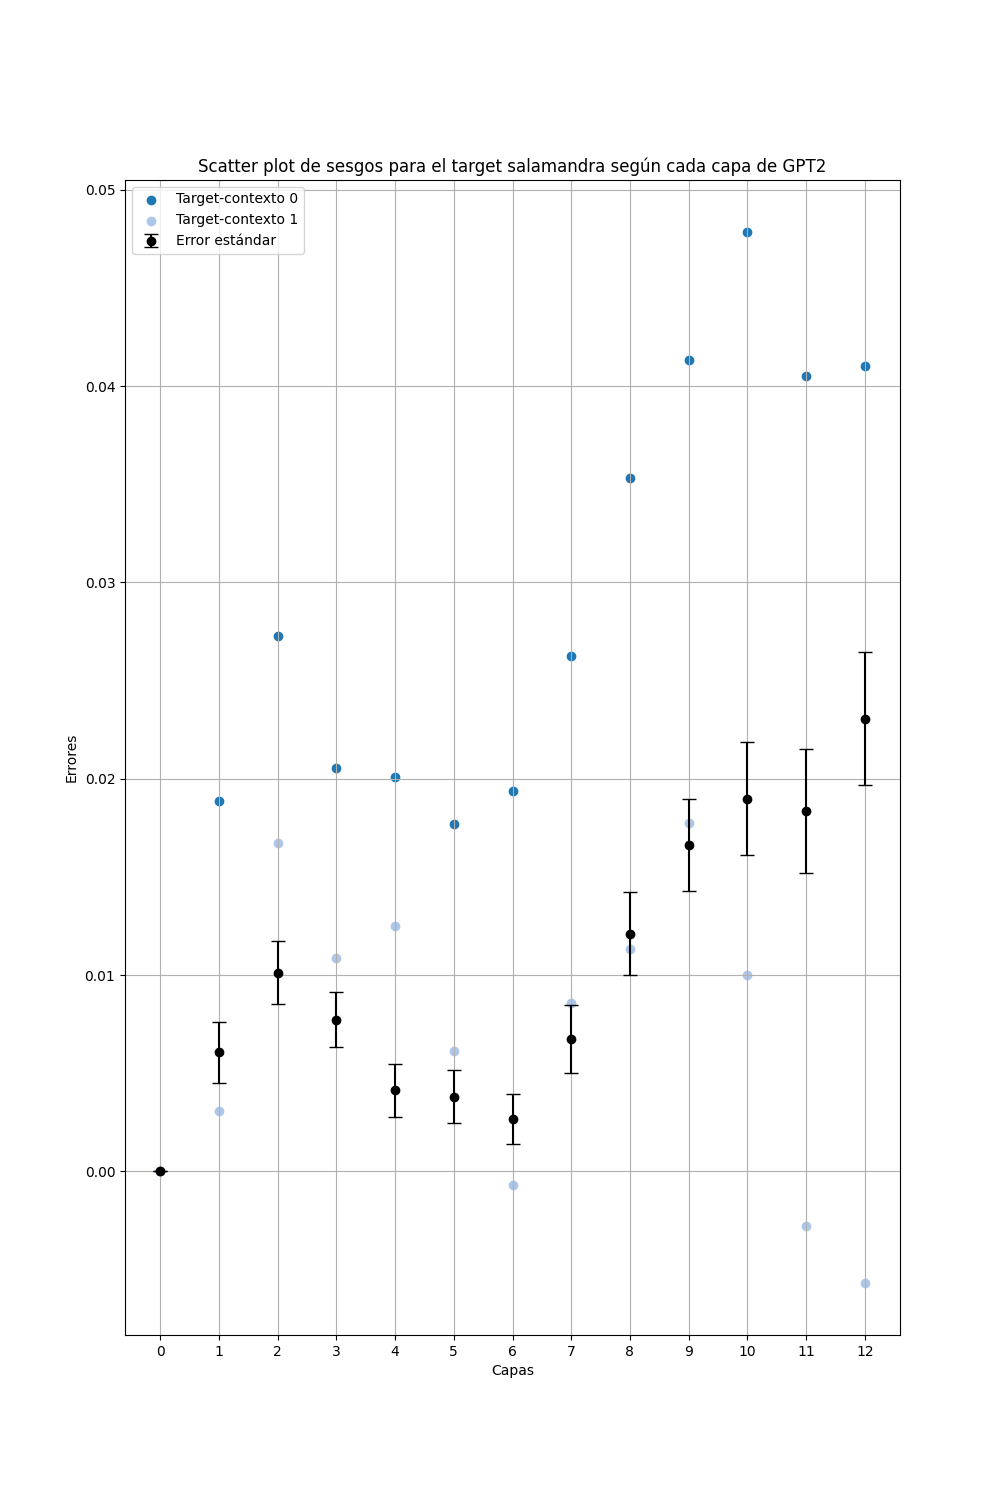 Scatter plot de sesgos para el target salamandra según cada capa de GPT2
Target-contexto 0
Target-contexto 1
Error estándar
0.05
0.04
0.03
0.02
0.01
0.00
Errores
0 1 2 3 4 5 6 7 8 9 10 11 12
Capas